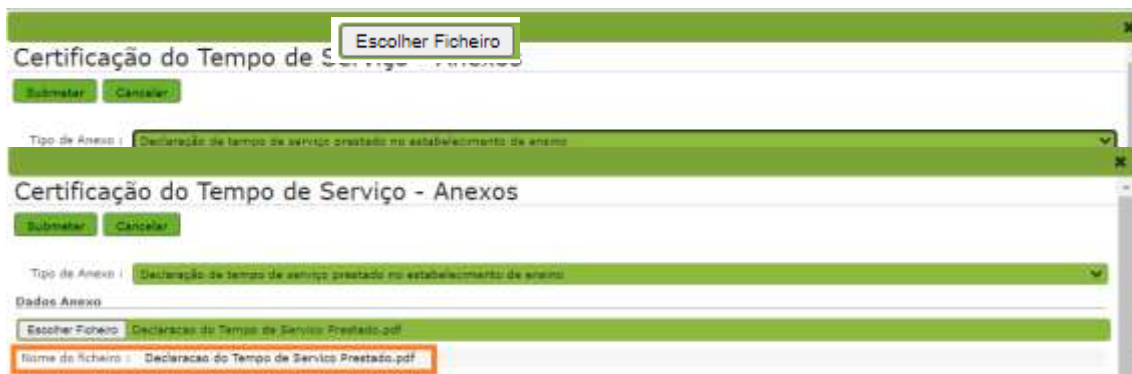 Escolher Ficheiro
Certificação do Tempo de Serviço - Anexos
Submeter Cancelar
Tipo de Anexo : Declaração de tempo de serviço prestado no estabelecimento de ensino
Certificação do Tempo de Serviço - Anexos
Submeter Cancelar
Tipo de Anexo : Declaração de tempo de serviço prestado no estabelecimento de ensino
Dados Anexo
Escolher Ficheiro Declaracao do Tempo de Servico Prestado.pdf
Nome do ficheiro : Declaracao do Tempo de Servico Prestado.pdf